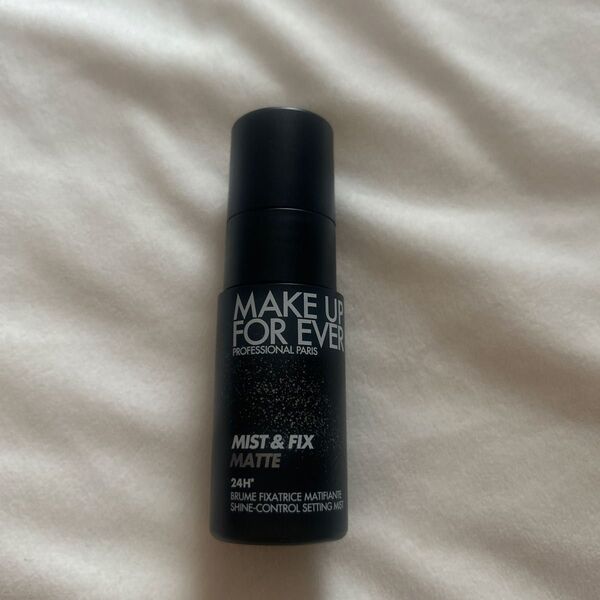 MAKE UP
FOR EVER
PROFESSIONAL PARIS
MIST & FIX
MATTE
24H*
BRUME FIXATRICE MATIFIANTE
SHINE-CONTROL SETTING MIST